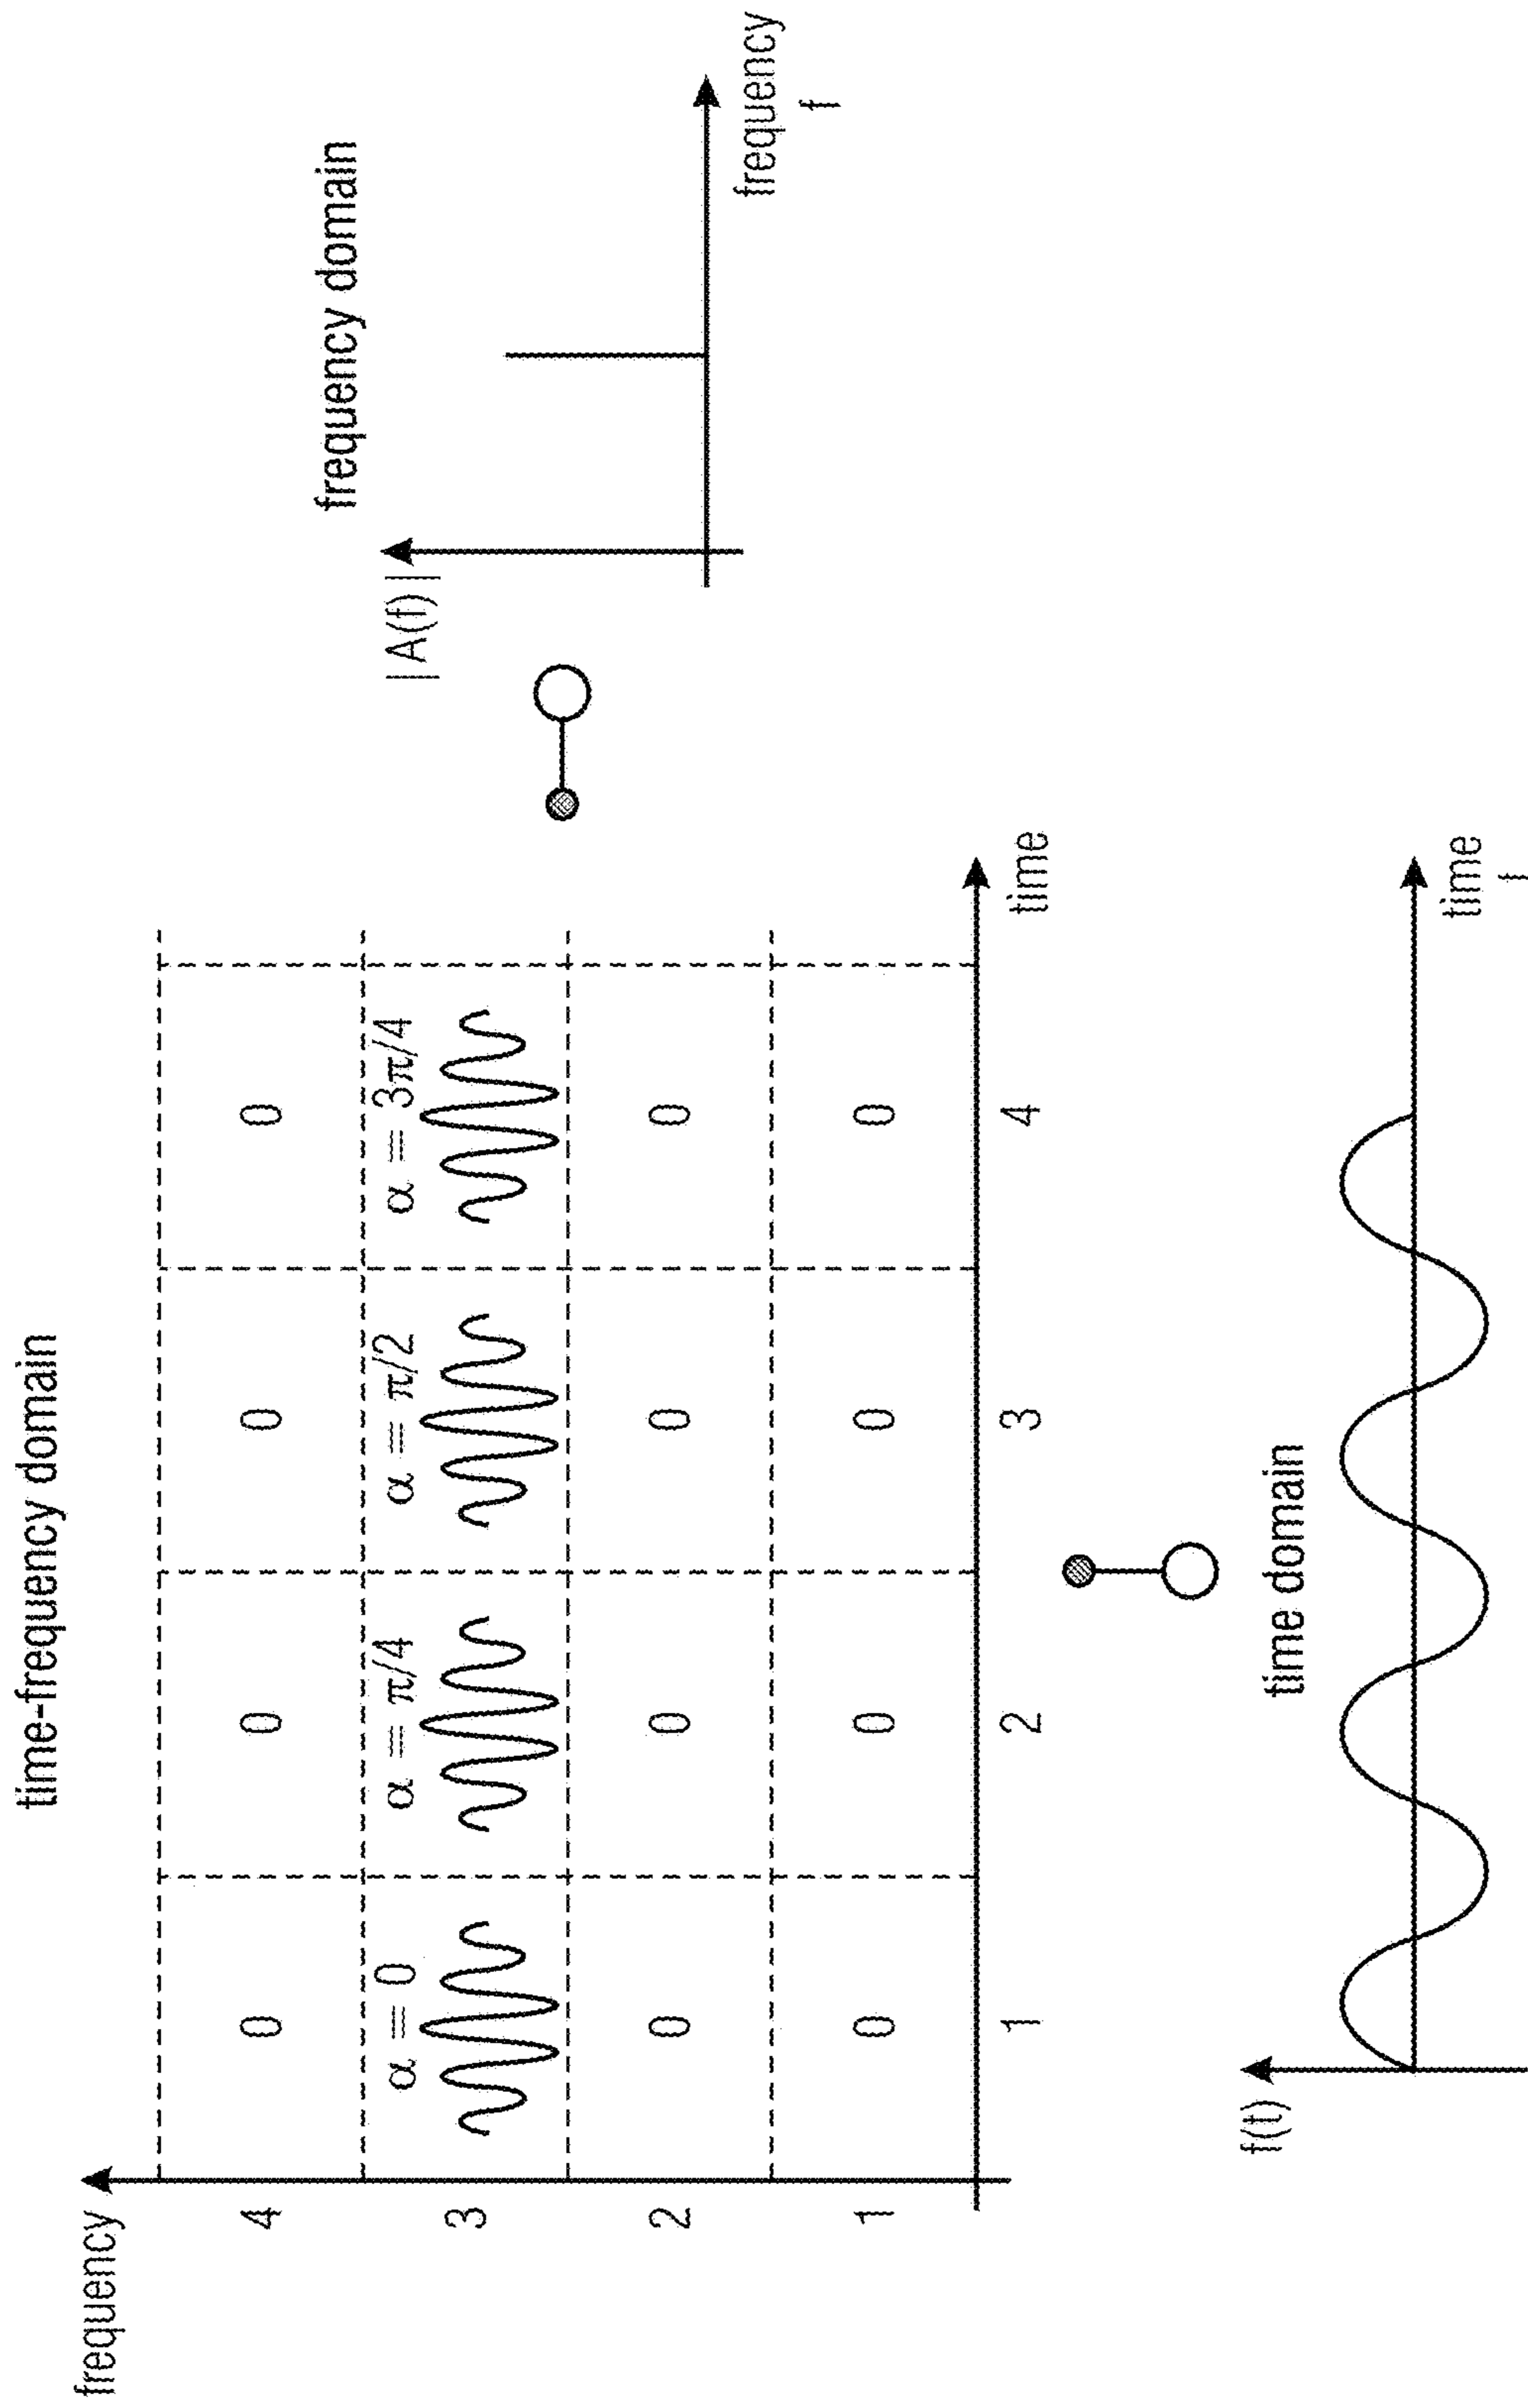 time-frequency domain
frequency
4
0 0 0 0
3
α = 0 α = π/4 α = π/2 α = 3π/4
2
0 0 0 0
1
0 0 0 0
1 2 3 4
time
frequency domain
| A(f) |
frequency
f
time domain
f(t)
time